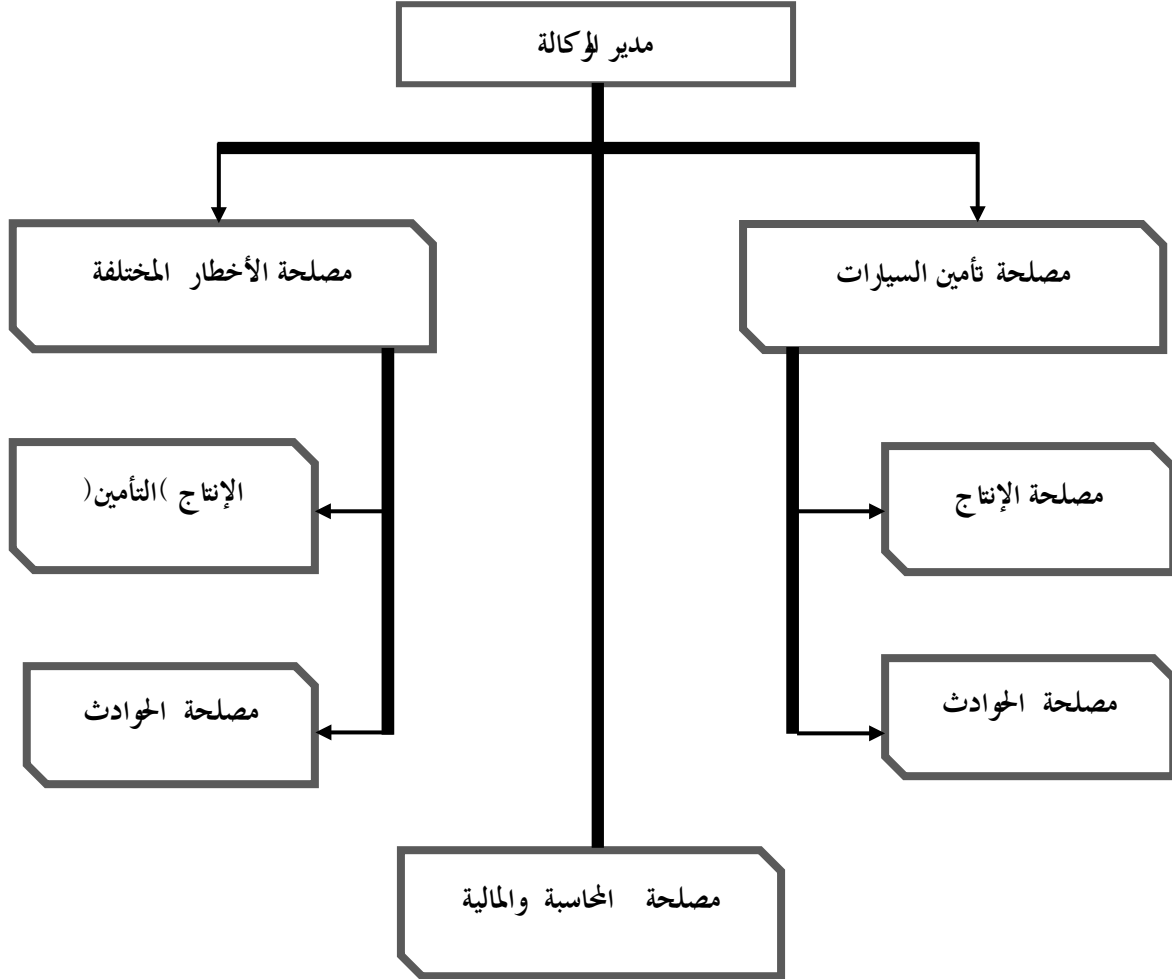 مدير الوكالة
مصلحة تأمين السيارات
مصلحة الأخطار المختلفة
مصلحة الإنتاج
الإنتاج )التأمين(
مصلحة الحوادث
مصلحة الحوادث
مصلحة المحاسبة والمالية